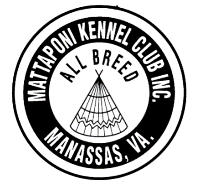 MATTAPONI KENNEL CLUB INC.
ALL BREED
MANASSAS, VA.